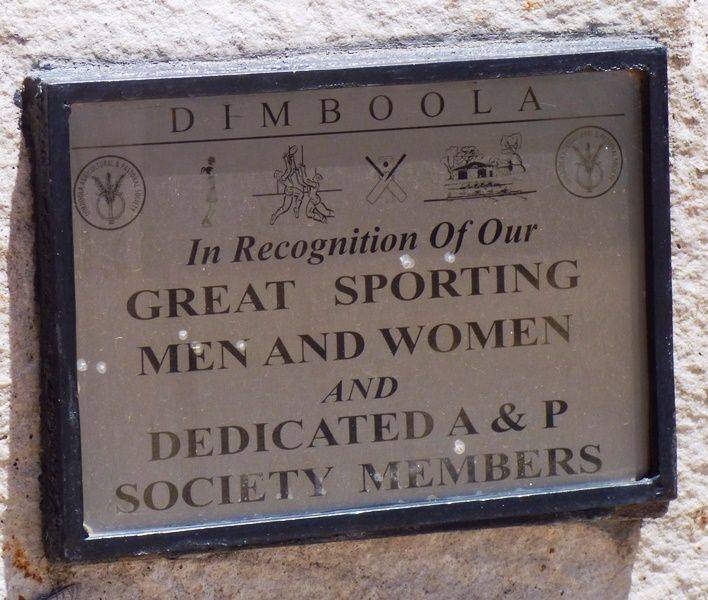 DIMBOOLA
In Recognition Of Our
GREAT SPORTING
MEN AND WOMEN
AND
DEDICATED A & P
SOCIETY MEMBERS